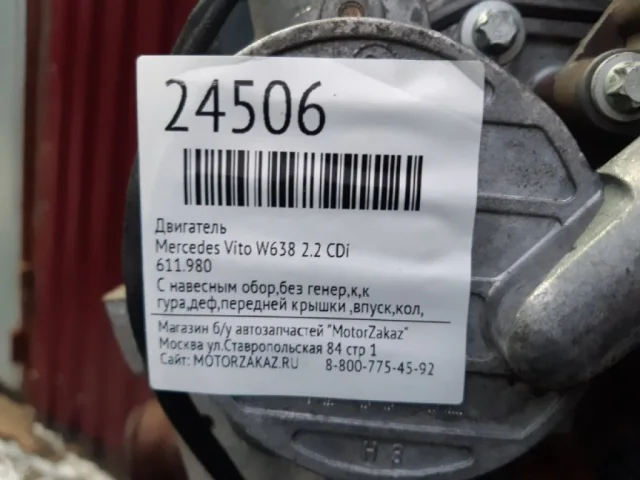 24506
Двигатель
Mercedes Vito W638 2.2 CDi
611.980
С навесным обор,без генер,к,к
гура,деф,передней крышки ,впуск,кол,
Магазин б/у автозапчастей "MotorZakaz"
Москва ул.Ставропольская 84 стр 1
Сайт: MOTORZAKAZ.RU 8-800-775-45-92
H 8